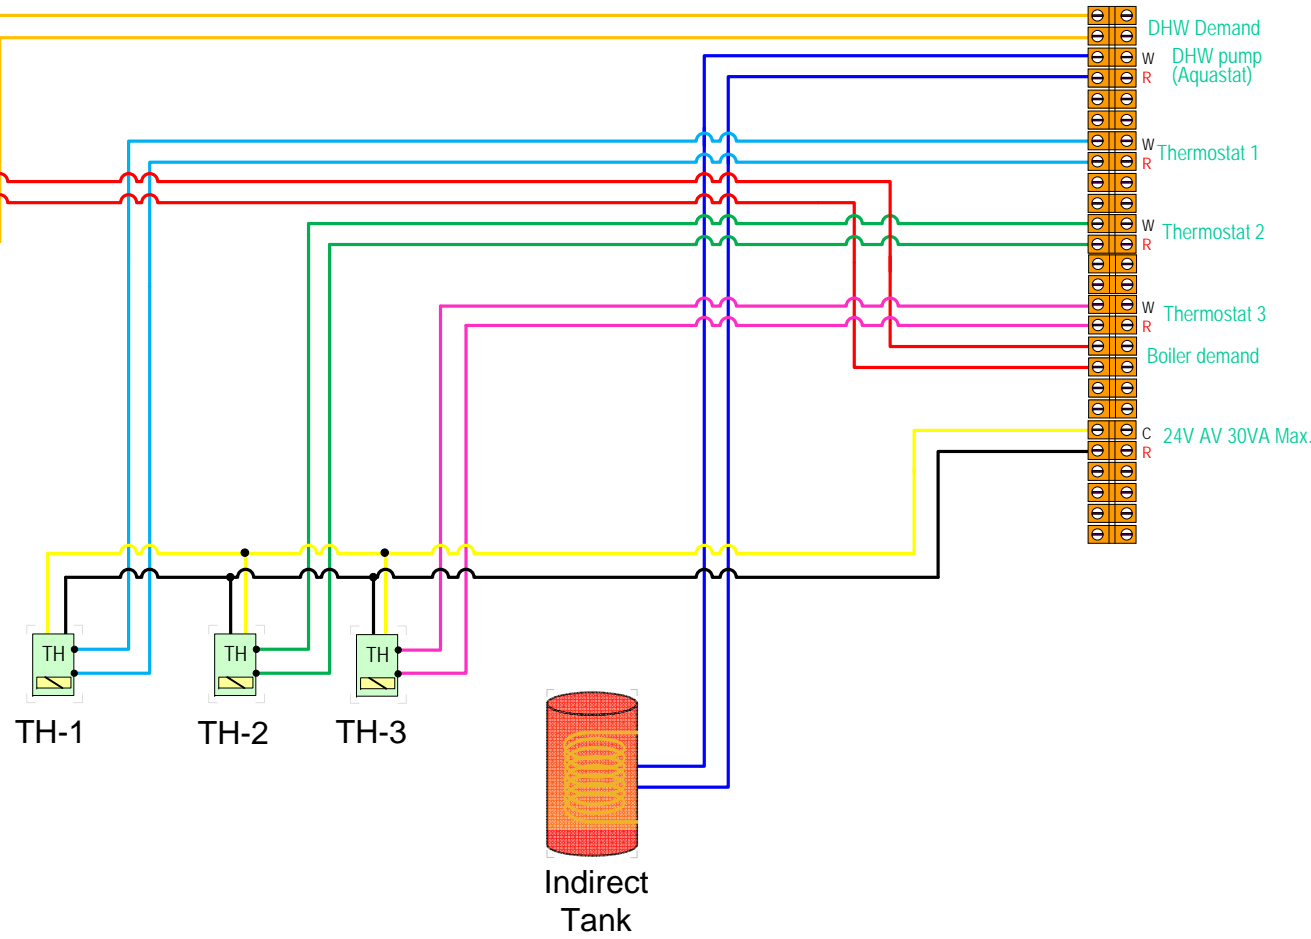 DHW Demand
W DHW pump
R (Aquastat)
W Thermostat 1
R
W Thermostat 2
R
W Thermostat 3
R
Boiler demand
C 24V AV 30VA Max.
R
TH
TH
TH
TH-1
TH-2
TH-3
Indirect
Tank